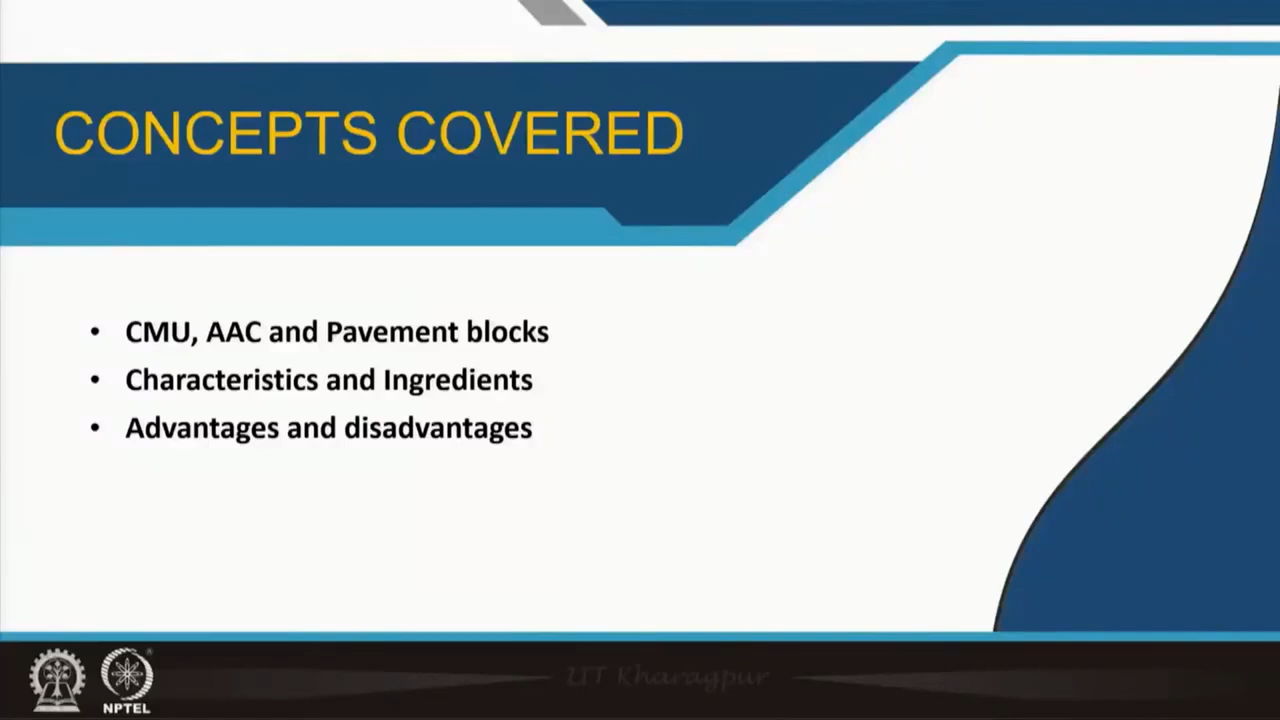 CONCEPTS COVERED
• CMU, AAC and Pavement blocks
• Characteristics and Ingredients
• Advantages and disadvantages
IIT Kharagpur
NPTEL